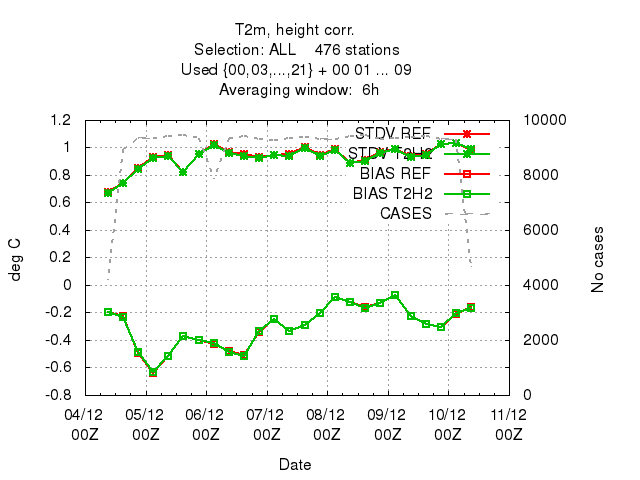 T2m, height corr.
Selection: ALL 476 stations
Used {00,03,...,21} + 00 01 ... 09
Averaging window: 6h
1.2
1
0.8
0.6
0.4
0.2
0
-0.2
-0.4
-0.6
-0.8
deg C
10000
8000
6000
4000
2000
0
No cases
STDV REF
STDV T2H2
BIAS REF
BIAS T2H2
CASES
04/12 05/12 06/12 07/12 08/12 09/12 10/12 11/12
00Z 00Z 00Z 00Z 00Z 00Z 00Z 00Z
Date